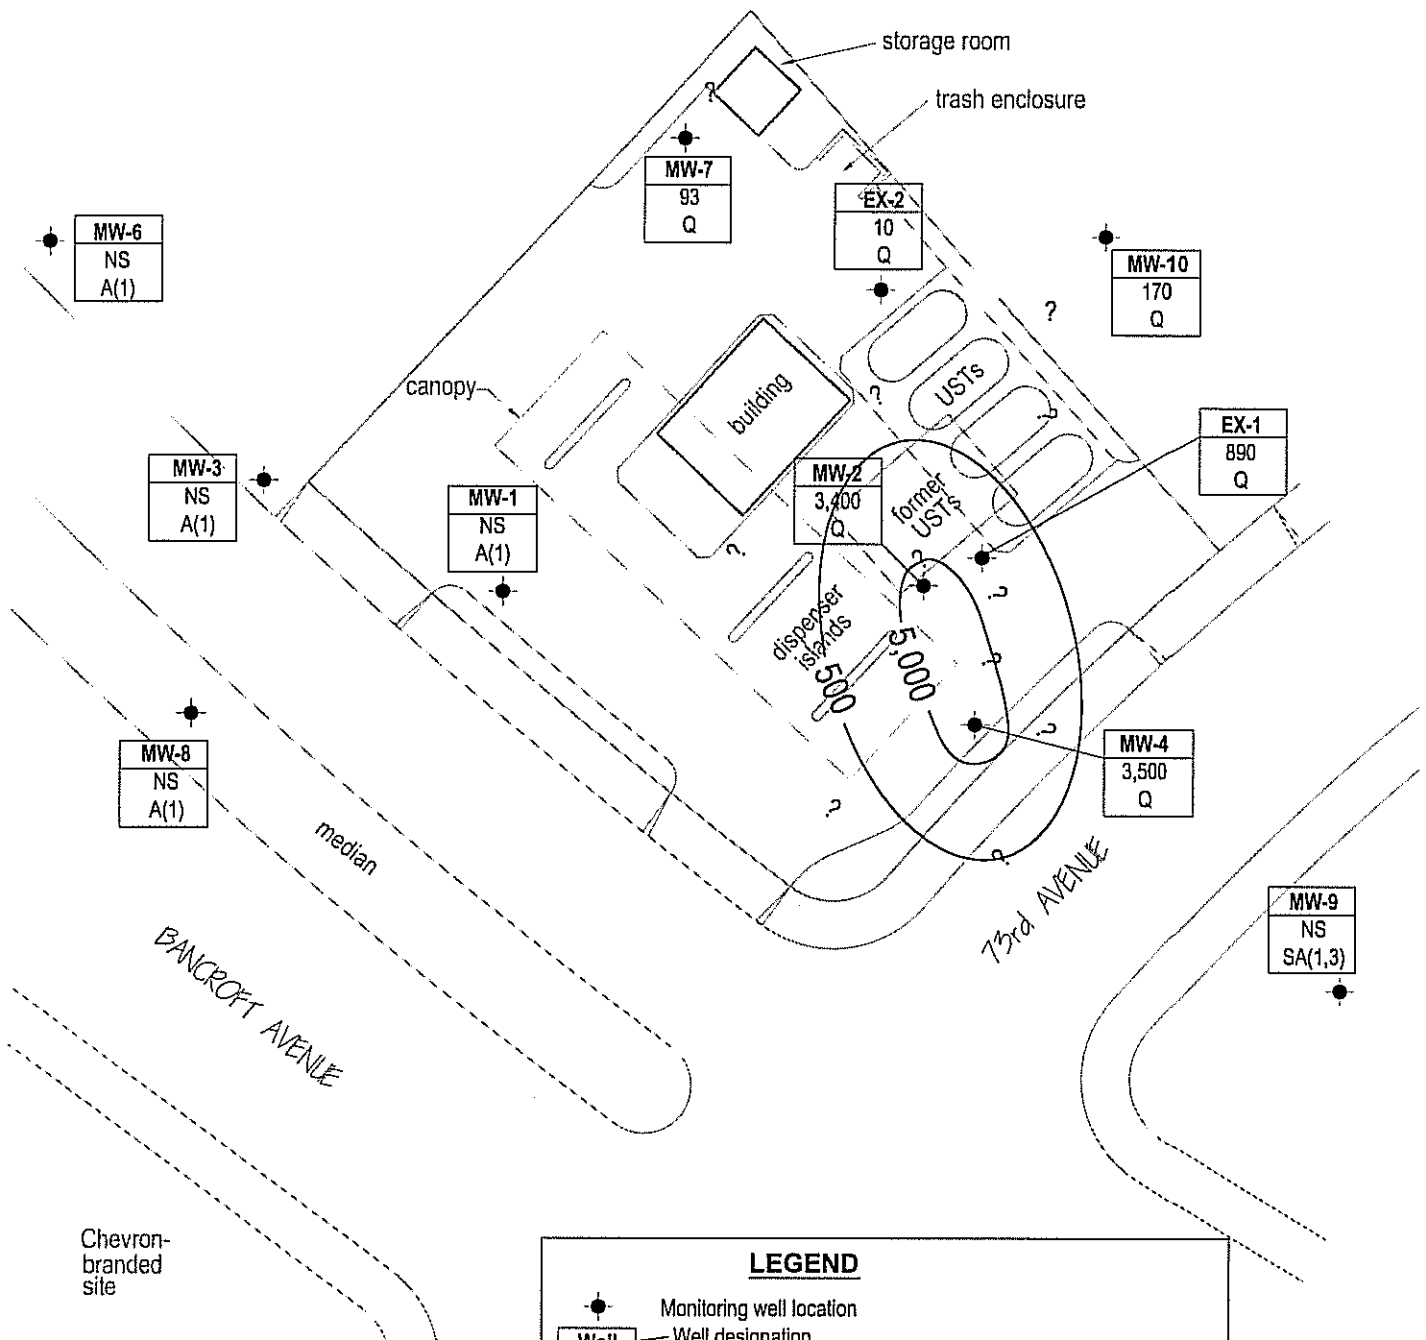 storage room
trash enclosure
?
MW-7
93
Q
EX-2
10
Q
MW-6
NS
A(1)
MW-10
170
Q
?
canopy
building
USTs
?
?
EX-1
890
Q
MW-3
NS
A(1)
MW-1
NS
A(1)
MW-2
3,400
Q
former
USTs
?
?
?
dispenser
islands
5,000
500
?
?
MW-4
3,500
Q
MW-8
NS
A(1)
?
median
?
73rd AVENUE
MW-9
NS
SA(1,3)
BANCROFT AVENUE
Chevron-
branded
site
LEGEND
Monitoring well location
Well
Well designation